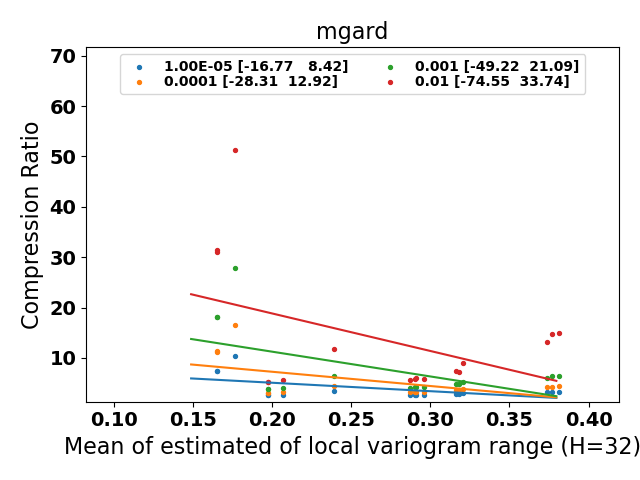 mgard
1.00E-05 [-16.77 8.42]
0.0001 [-28.31 12.92]
0.001 [-49.22 21.09]
0.01 [-74.55 33.74]
Compression Ratio
70
60
50
40
30
20
10
0.10 0.15 0.20 0.25 0.30 0.35 0.40
Mean of estimated of local variogram range (H=32)